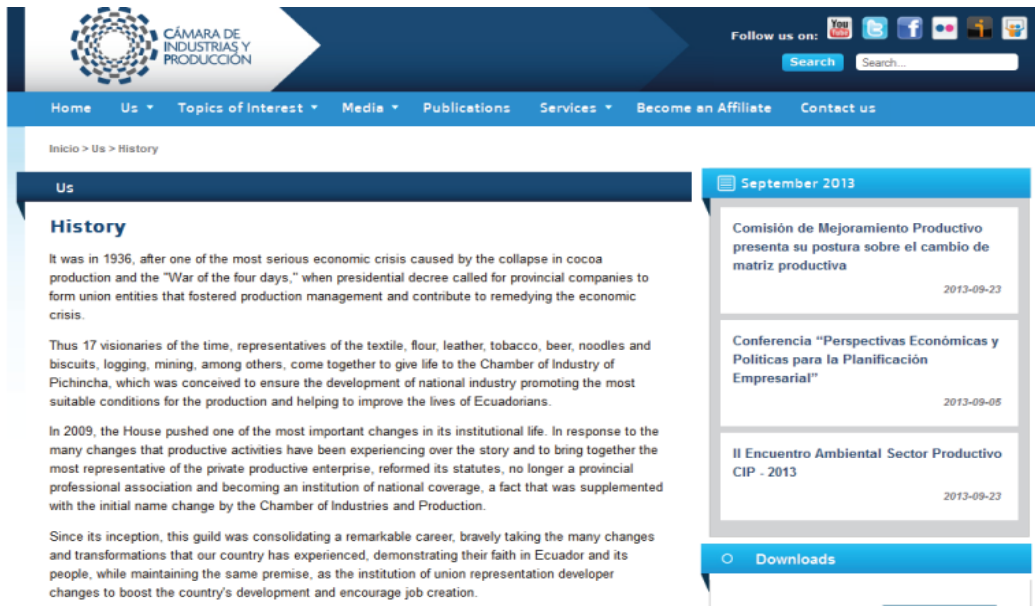 CÁMARA DE
INDUSTRIAS Y
PRODUCCIÓN
Follow us on:
You
Tube
Search
Search...
Home
Us
Topics of Interest
Media
Publications
Services
Become an Affiliate
Contact us
Inicio > Us > History
Us
History
It was in 1936, after one of the most serious economic crisis caused by the collapse in cocoa
production and the "War of the four days," when presidential decree called for provincial companies to
form union entities that fostered production management and contribute to remedying the economic
crisis.
Thus 17 visionaries of the time, representatives of the textile, flour, leather, tobacco, beer, noodles and
biscuits, logging, mining, among others, come together to give life to the Chamber of Industry of
Pichincha, which was conceived to ensure the development of national industry promoting the most
suitable conditions for the production and helping to improve the lives of Ecuadorians.
In 2009, the House pushed one of the most important changes in its institutional life. In response to the
many changes that productive activities have been experiencing over the story and to bring together the
most representative of the private productive enterprise, reformed its statutes, no longer a provincial
professional association and becoming an institution of national coverage, a fact that was supplemented
with the initial name change by the Chamber of Industries and Production.
Since its inception, this guild was consolidating a remarkable career, bravely taking the many changes
and transformations that our country has experienced, demonstrating their faith in Ecuador and its
people, while maintaining the same premise, as the institution of union representation developer
changes to boost the country's development and encourage job creation.
September 2013
Comisión de Mejoramiento Productivo
presenta su postura sobre el cambio de
matriz productiva
2013-09-23
Conferencia “Perspectivas Económicas y
Políticas para la Planificación
Empresarial”
2013-09-05
II Encuentro Ambiental Sector Productivo
CIP - 2013
2013-09-23
Downloads